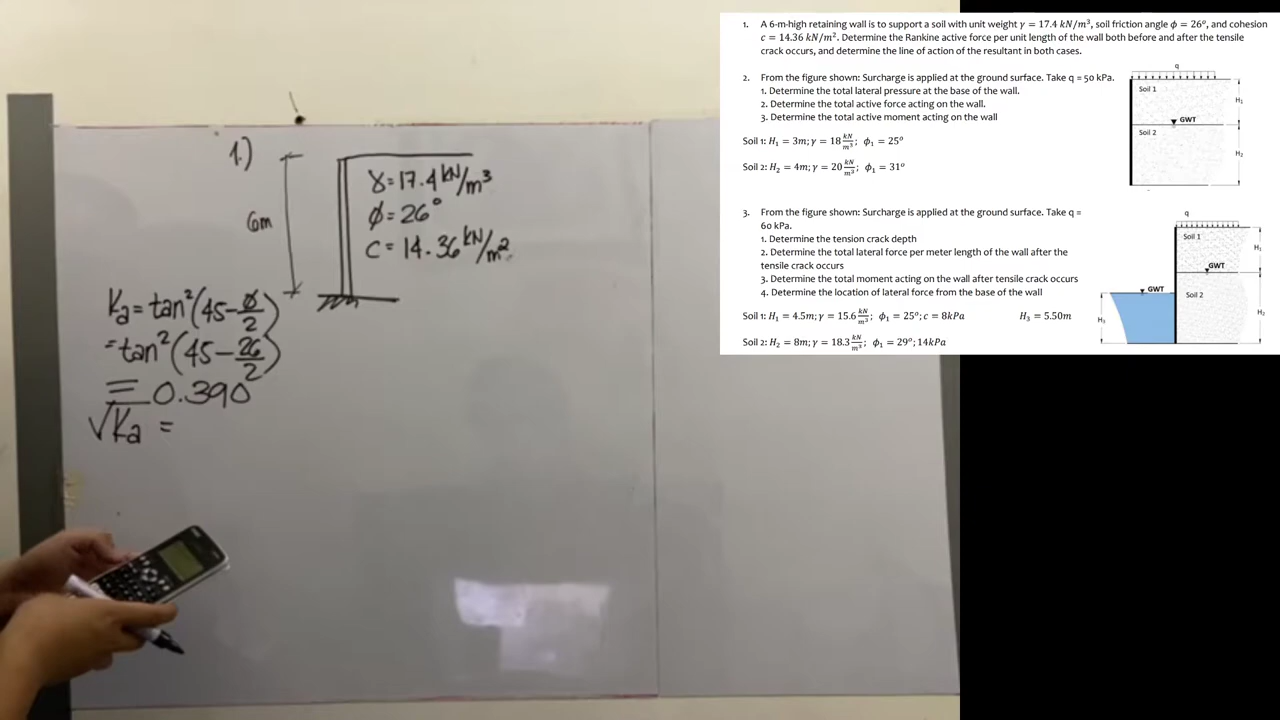 1. A 6-m-high retaining wall is to support a soil with unit weight γ = 17.4 kN/m³, soil friction angle ϕ = 26°, and cohesion
c = 14.36 kN/m². Determine the Rankine active force per unit length of the wall both before and after the tensile
crack occurs, and determine the line of action of the resultant in both cases.
2. From the figure shown: Surcharge is applied at the ground surface. Take q = 50 kPa.
1. Determine the total lateral pressure at the base of the wall.
2. Determine the total active force acting on the wall.
3. Determine the total active moment acting on the wall
Soil 1: H₁ = 3m; γ = 18 kN/m³; ϕ₁ = 25°
Soil 2: H₂ = 4m; γ = 20 kN/m³; ϕ₁ = 31°
q
Soil 1
H₁
GWT
Soil 2
H₂
3. From the figure shown: Surcharge is applied at the ground surface. Take q =
60 kPa.
1. Determine the tension crack depth
2. Determine the total lateral force per meter length of the wall after the
tensile crack occurs
3. Determine the total moment acting on the wall after tensile crack occurs
4. Determine the location of lateral force from the base of the wall
Soil 1: H₁ = 4.5m; γ = 15.6 kN/m³; ϕ₁ = 25°; c = 8kPa H₃ = 5.50m
Soil 2: H₂ = 8m; γ = 18.3 kN/m³; ϕ₁ = 29°; 14kPa
q
Soil 1
H₁
GWT
GWT
Soil 2
H₃
H₂
1.)
6m
γ=17.4 kN/m³
ϕ=26°
C=14.36 kN/m²
Ka=tan²(45-ϕ/2)
=tan²(45-26/2)
=0.390
√Ka =